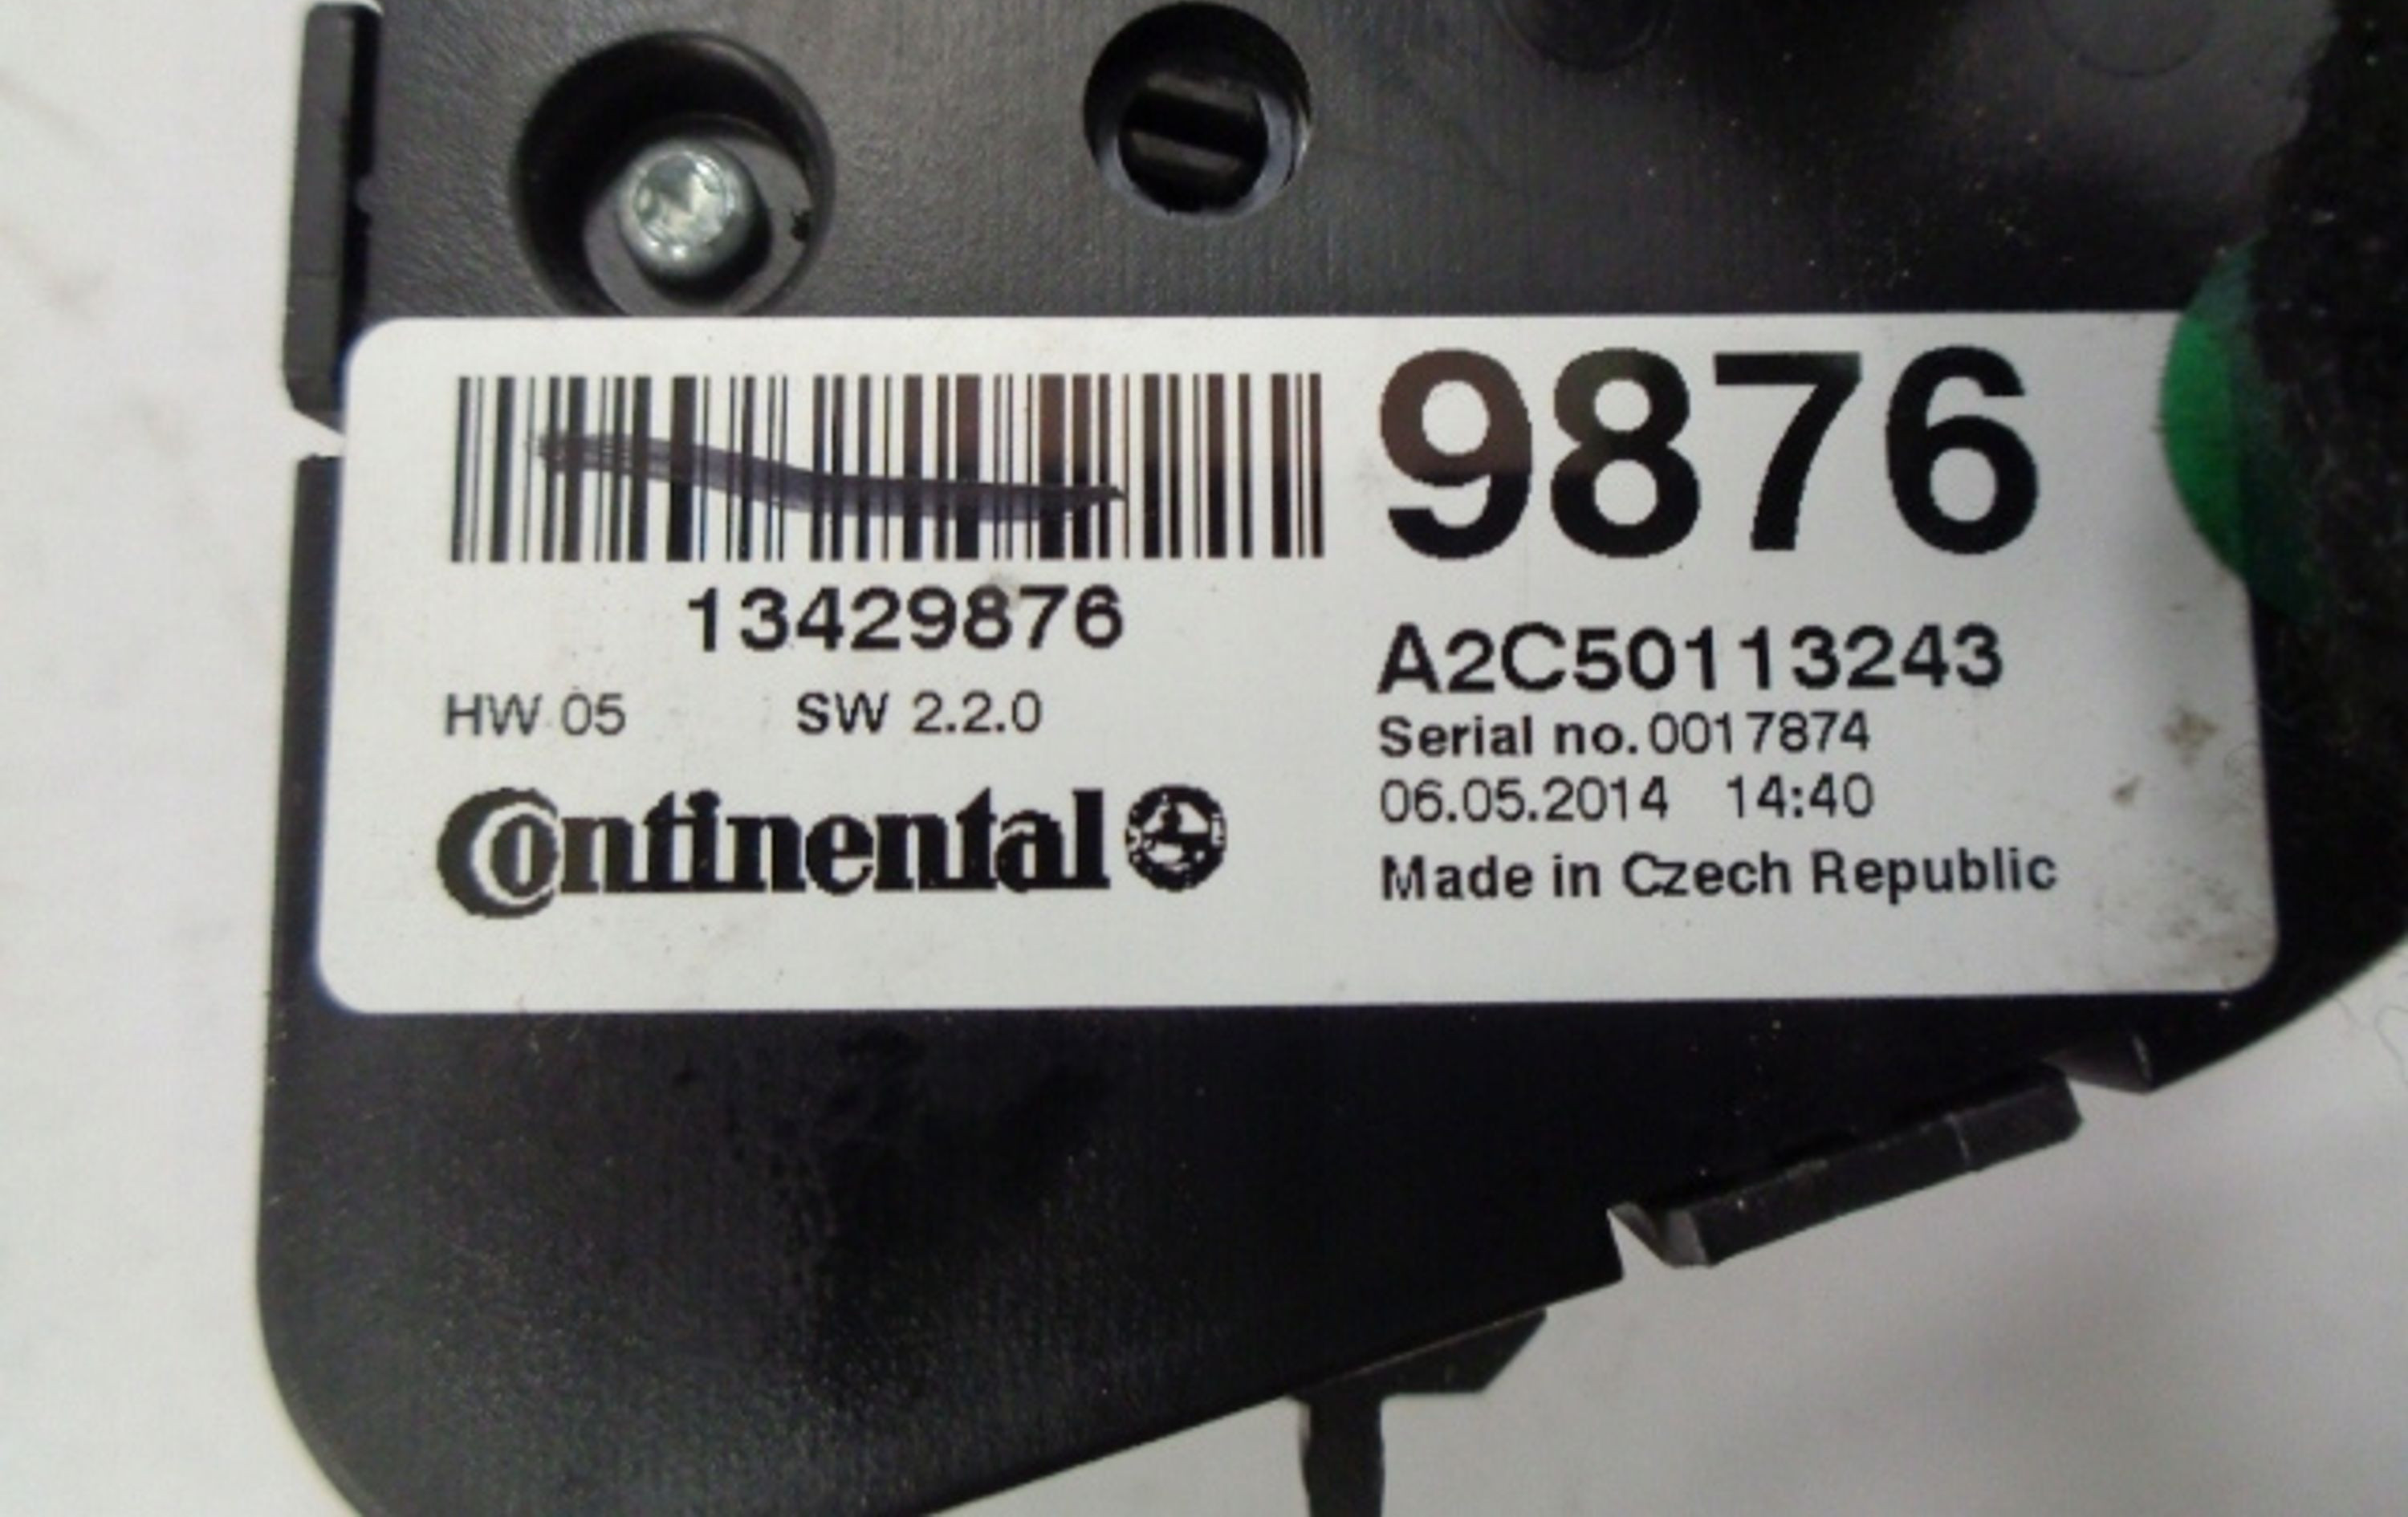 9876
13429876
HW 05 SW 2.2.0
Continental
A2C50113243
Serial no.0017874
06.05.2014 14:40
Made in Czech Republic